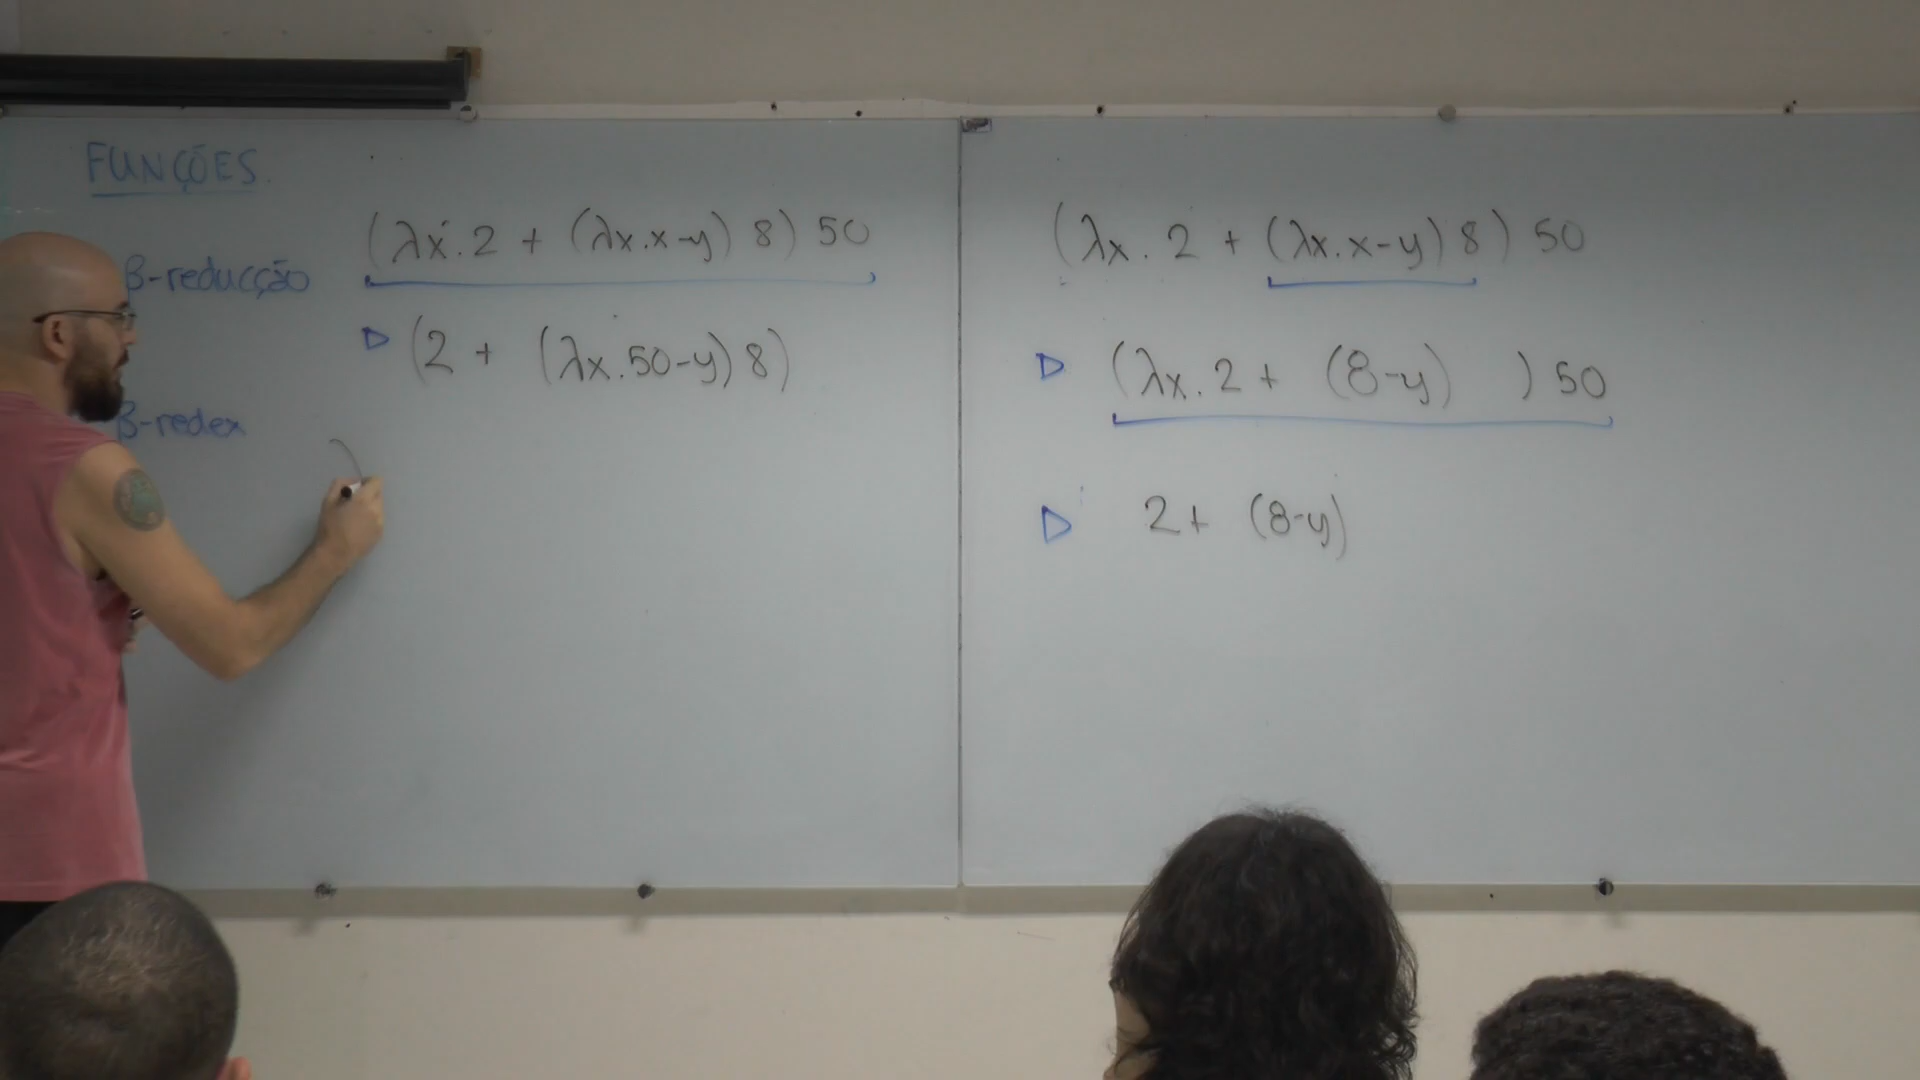 FUNÇÕES.
β-reducção
β-redex
(λx. 2 + (λx.x-y) 8) 50
▷ (2 + (λx.50-y) 8)
λ
(λx. 2 + (λx.x-y) 8) 50
▷ (λx. 2 + (8-y) ) 50
▷ 2 + (8-y)